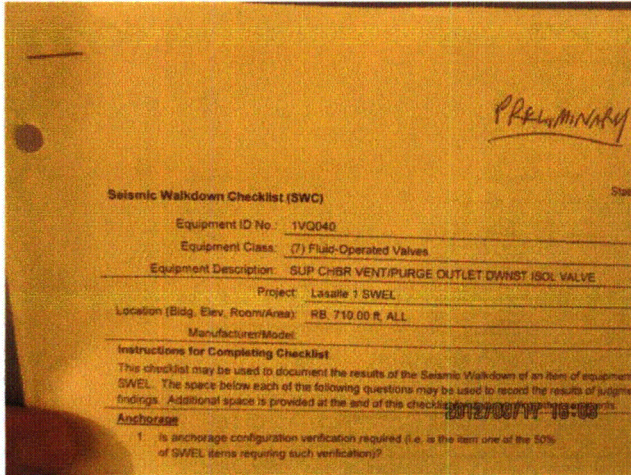 PRELIMINARY
Seismic Walkdown Checklist (SWC)
Equipment ID No.: 1VQ040
Equipment Class: (7) Fluid-Operated Valves
Equipment Description: SUP CHBR VENT/PURGE OUTLET DWNST ISOL VALVE
Project: Lasalle 1 SWEL
Location (Bldg, Elev, Room/Area): RB, 710.00 ft, ALL
Manufacturer/Model:
Instructions for Completing Checklist
This checklist may be used to document the results of the Seismic Walkdown of an item of equipment
SWEL. The space below each of the following questions may be used to record the results of judgme
findings. Additional space is provided at the end of this checklist
Anchorage
1. Is anchorage configuration verification required (i.e. is the item one of the 50%
of SWEL items requiring such verification)?